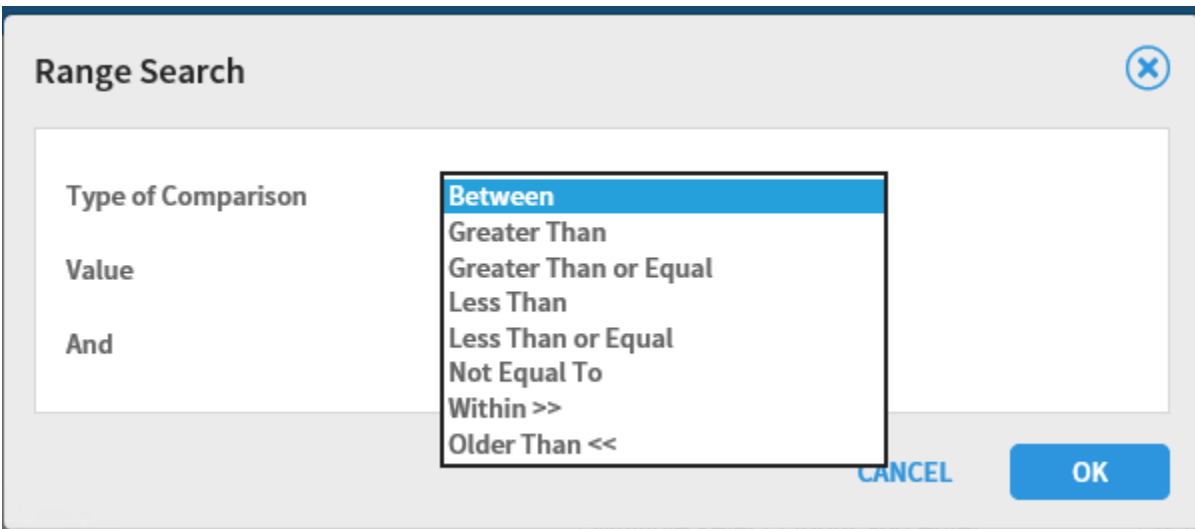 Range Search
Type of Comparison
Between
Greater Than
Value
Greater Than or Equal
Less Than
And
Less Than or Equal
Not Equal To
Within >>
Older Than <<
CANCEL
OK